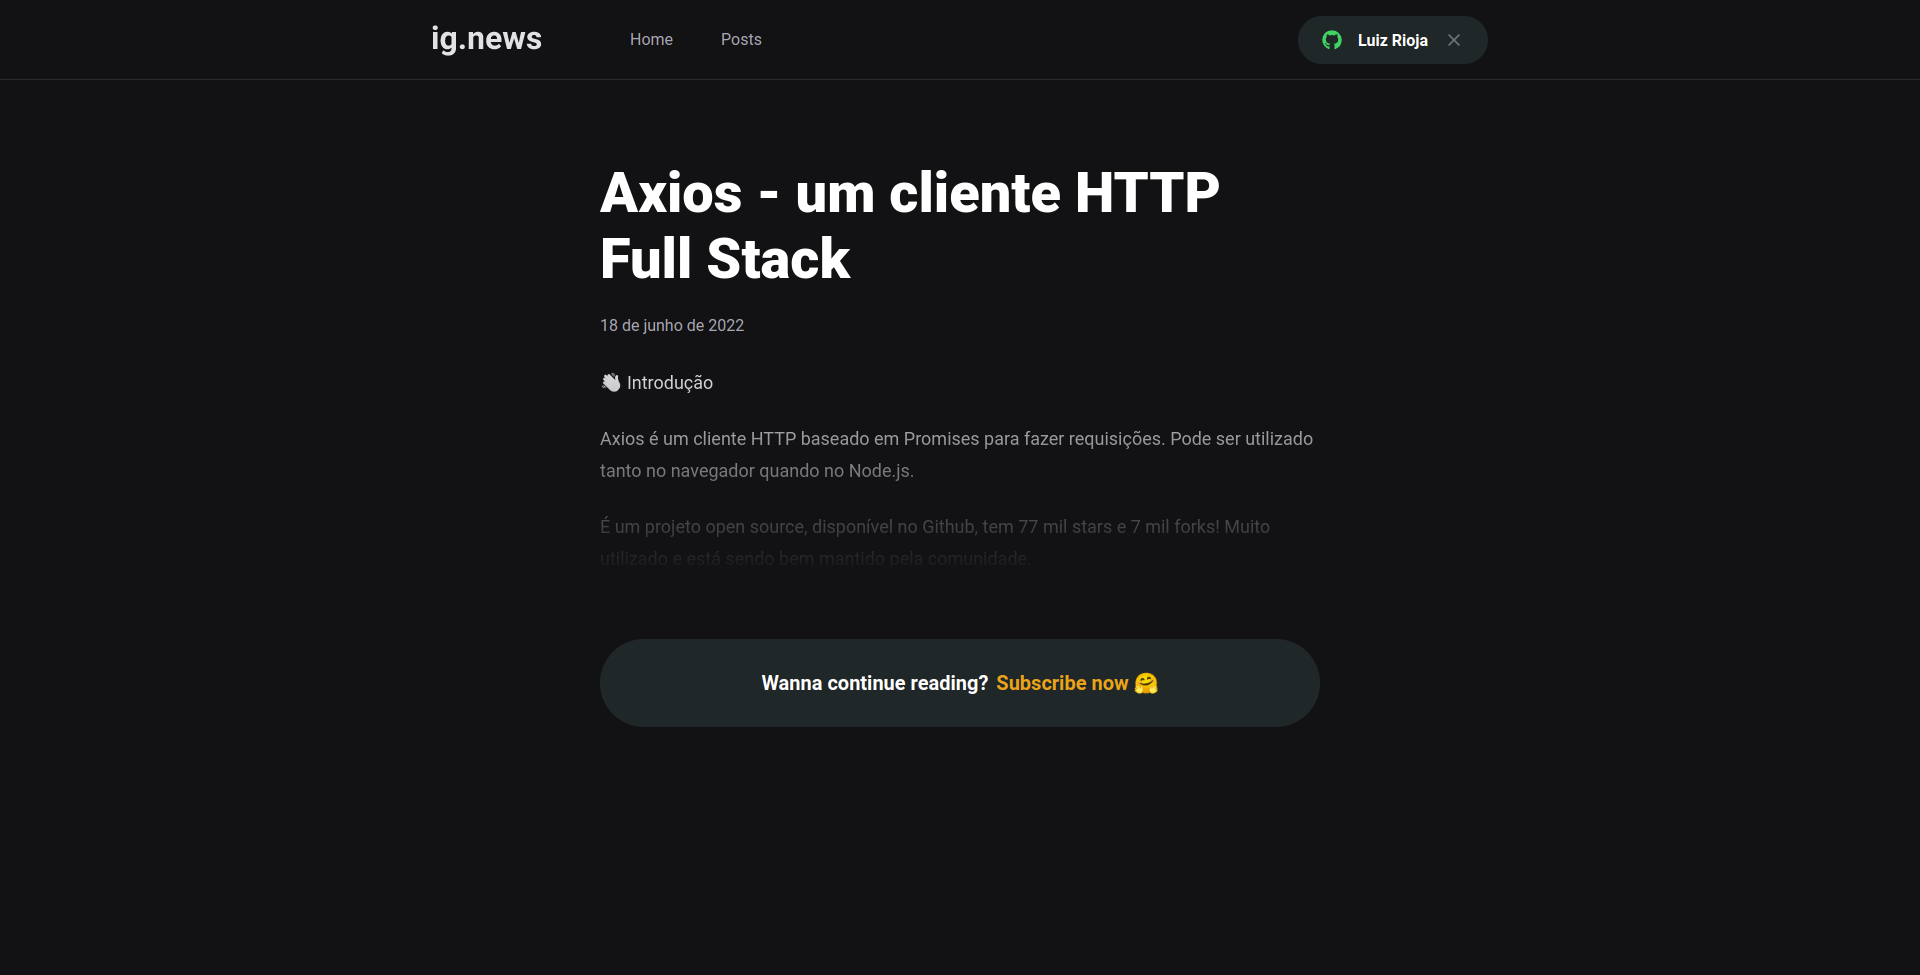 ig.news
Home
Posts
Luiz Rioja
Axios - um cliente HTTP
Full Stack
18 de junho de 2022
👋 Introdução
Axios é um cliente HTTP baseado em Promises para fazer requisições. Pode ser utilizado
tanto no navegador quando no Node.js.
É um projeto open source, disponível no Github, tem 77 mil stars e 7 mil forks! Muito
utilizado e está sendo bem mantido pela comunidade.
Wanna continue reading? Subscribe now 🤗